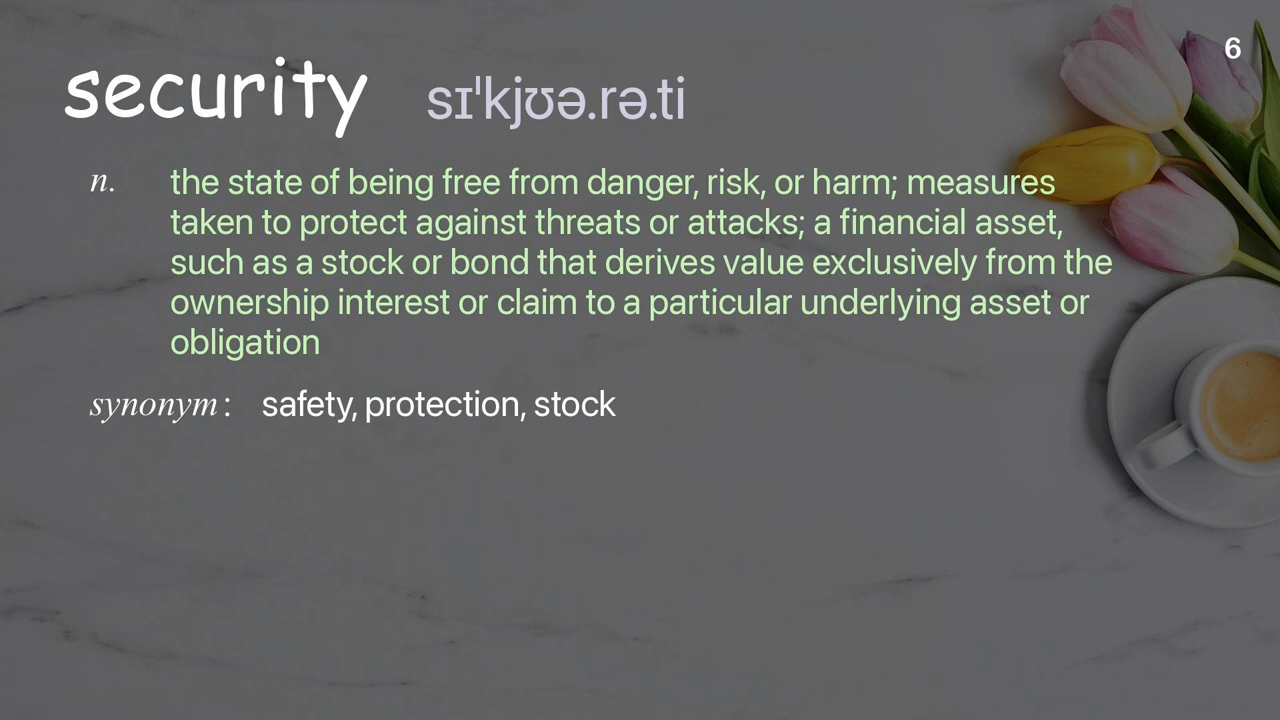 6
security sɪˈkjʊə.rə.ti
n. the state of being free from danger, risk, or harm; measures
taken to protect against threats or attacks; a financial asset,
such as a stock or bond that derives value exclusively from the
ownership interest or claim to a particular underlying asset or
obligation
synonym: safety, protection, stock